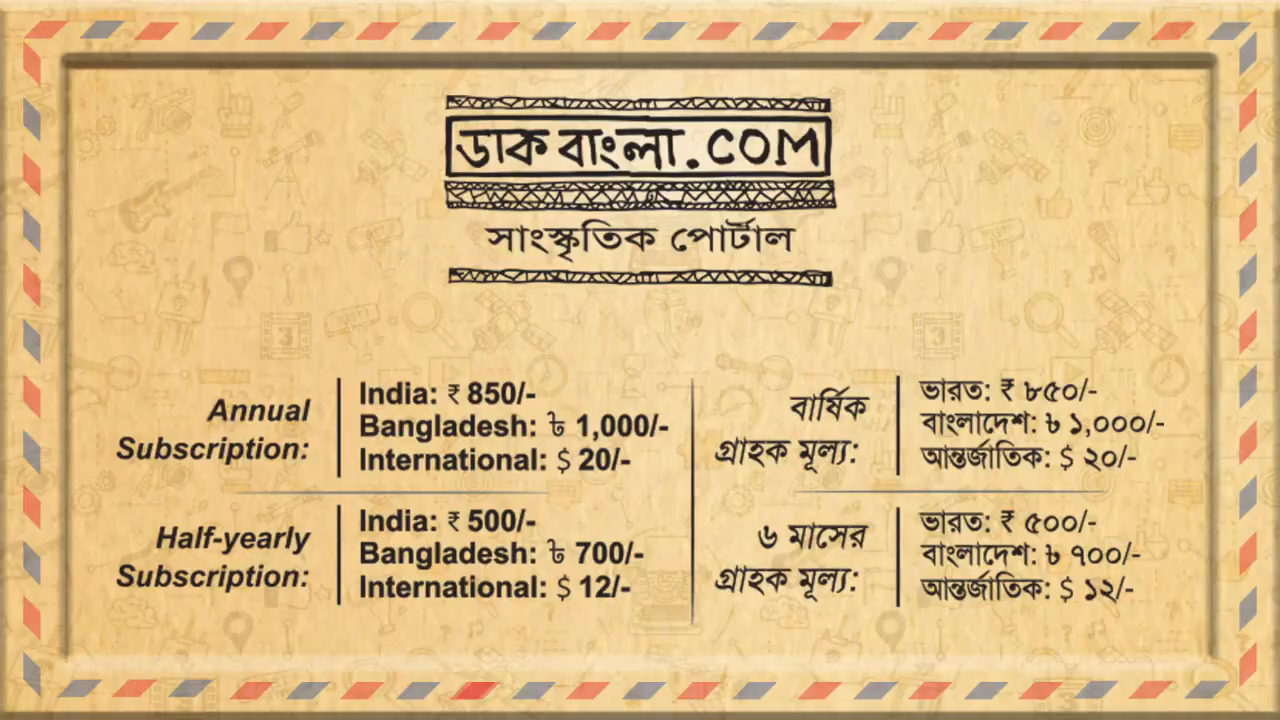 ডাকবাংলা.COM
সাংস্কৃতিক পোর্টাল
Annual
Subscription:
India: ₹ 850/-
Bangladesh: ৳ 1,000/-
International: $ 20/-
Half-yearly
Subscription:
India: ₹ 500/-
Bangladesh: ৳ 700/-
International: $ 12/-
বার্ষিক
গ্রাহক মূল্য:
ভারত: ₹ ৮৫০/-
বাংলাদেশ: ৳ ১,০০০/-
আন্তর্জাতিক: $ ২০/-
৬ মাসের
গ্রাহক মূল্য:
ভারত: ₹ ৫০০/-
বাংলাদেশ: ৳ ৭০০/-
আন্তর্জাতিক: $ ১২/-